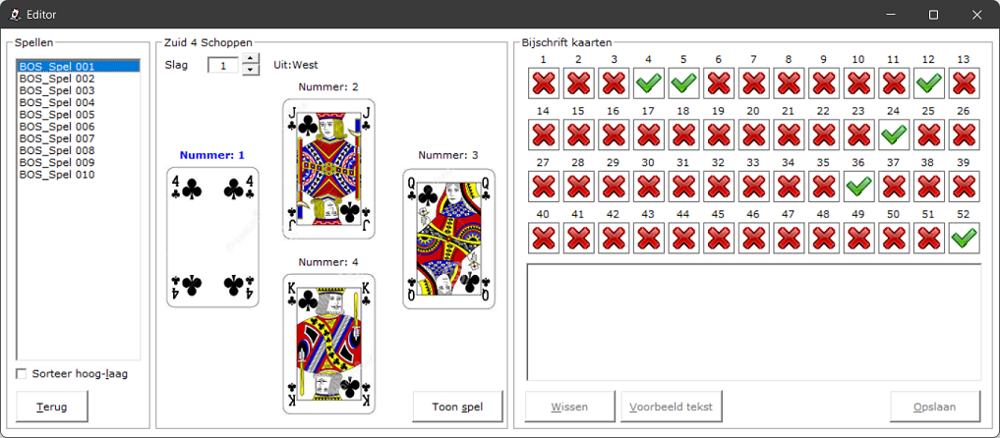 Editor
Spellen
BOS_Spel 001
BOS_Spel 002
BOS_Spel 003
BOS_Spel 004
BOS_Spel 005
BOS_Spel 006
BOS_Spel 007
BOS_Spel 008
BOS_Spel 009
BOS_Spel 010
Sorteer hoog-laag
Terug
Zuid 4 Schoppen
Slag 1 Uit:West
Nummer: 2
J J
J J
Nummer: 1
4 4
4 4
Nummer: 3
Q Q
Q Q
Nummer: 4
K K
K K
Toon spel
Bijschrift kaarten
1 2 3 4 5 6 7 8 9 10 11 12 13
14 15 16 17 18 19 20 21 22 23 24 25 26
27 28 29 30 31 32 33 34 35 36 37 38 39
40 41 42 43 44 45 46 47 48 49 50 51 52
Wissen
Voorbeeld tekst
Opslaan